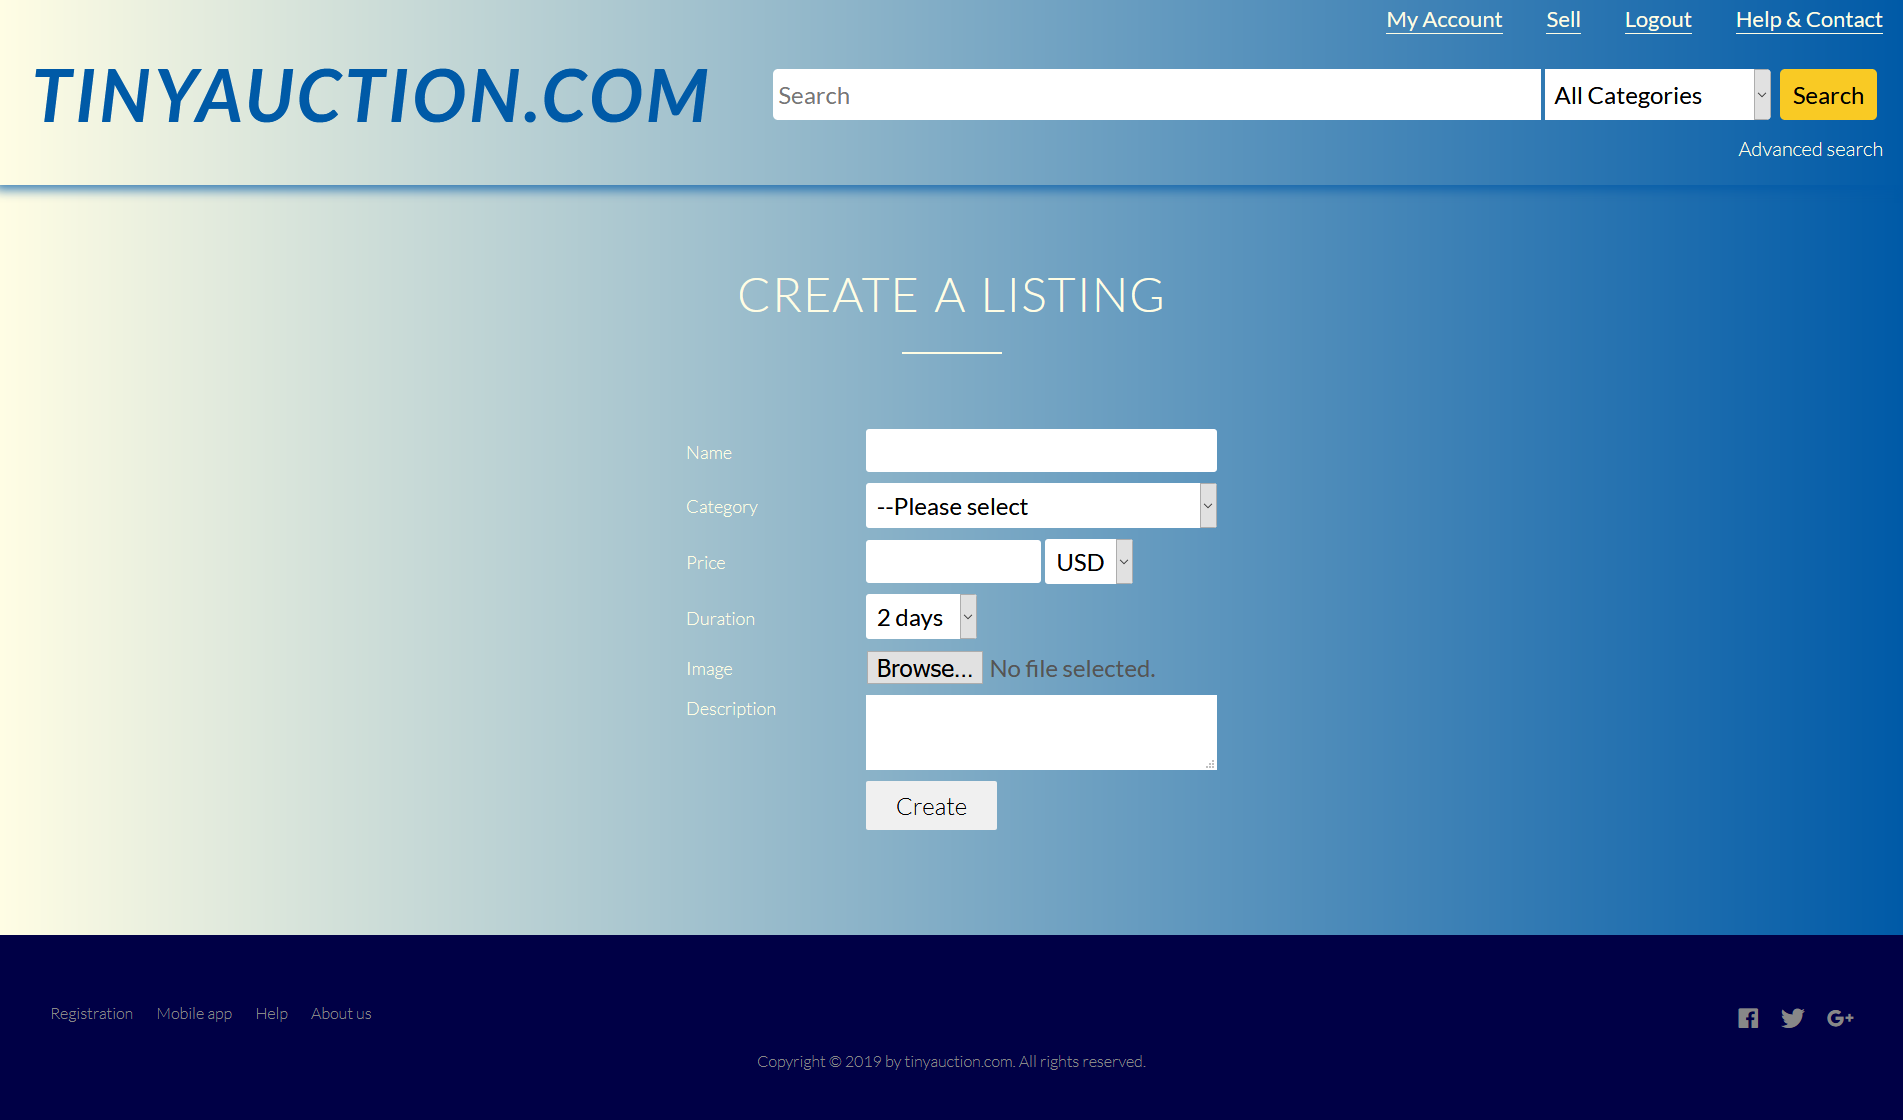 My Account Sell Logout Help & Contact
TINYAUCTION.COM
Search All Categories Search
Advanced search
CREATE A LISTING
Name
Category --Please select
Price USD
Duration 2 days
Image Browse... No file selected.
Description
Create
Registration Mobile app Help About us
G+
Copyright © 2019 by tinyauction.com. All rights reserved.